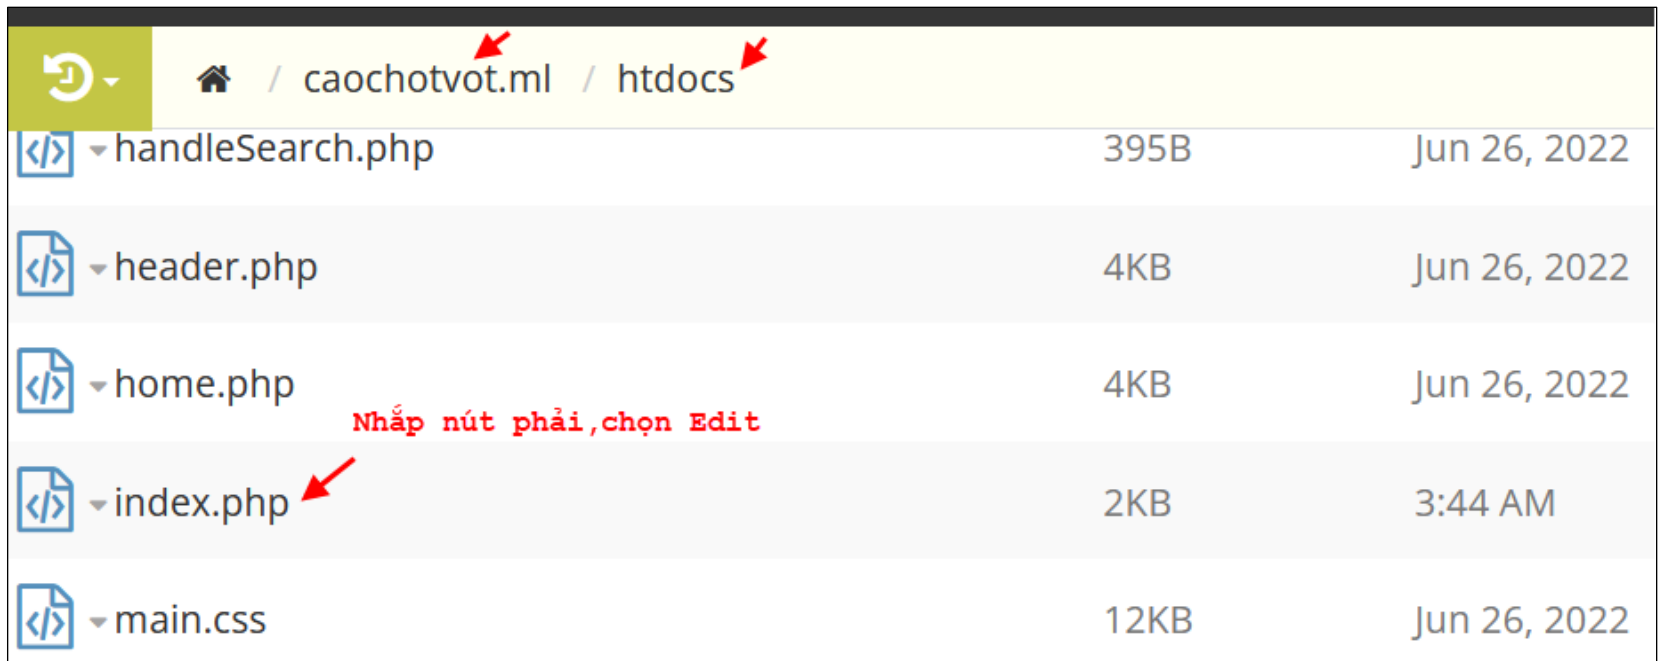 / caochotvot.ml / htdocs
handleSearch.php 395B Jun 26, 2022
header.php 4KB Jun 26, 2022
home.php 4KB Jun 26, 2022
Nhắp nút phải,chọn Edit
index.php 2KB 3:44 AM
main.css 12KB Jun 26, 2022